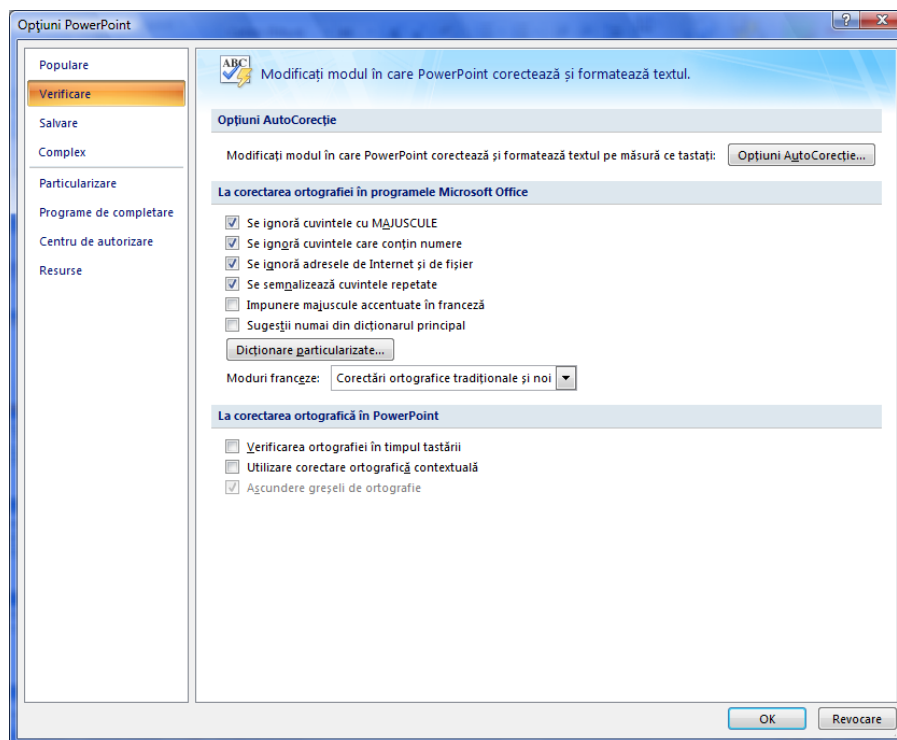 Opțiuni PowerPoint
Populare
Verificare
Salvare
Complex
Particularizare
Programe de completare
Centru de autorizare
Resurse
ABC
Modificați modul în care PowerPoint corectează și formatează textul.
Opțiuni AutoCorecție
Modificați modul în care PowerPoint corectează și formatează textul pe măsură ce tastați: Opțiuni AutoCorecție...
La corectarea ortografiei în programele Microsoft Office
Se ignoră cuvintele cu MAJUSCULE
Se ignoră cuvintele care conțin numere
Se ignoră adresele de Internet și de fișier
Se semnalizează cuvintele repetate
Impunere majuscule accentuate în franceză
Sugestii numai din dicționarul principal
Dicționare particularizate...
Moduri franceze: Corectări ortografice tradiționale și noi
La corectarea ortografică în PowerPoint
Verificarea ortografiei în timpul tastării
Utilizare corectare ortografică contextuală
Ascundere greșeli de ortografie
OK Revocare